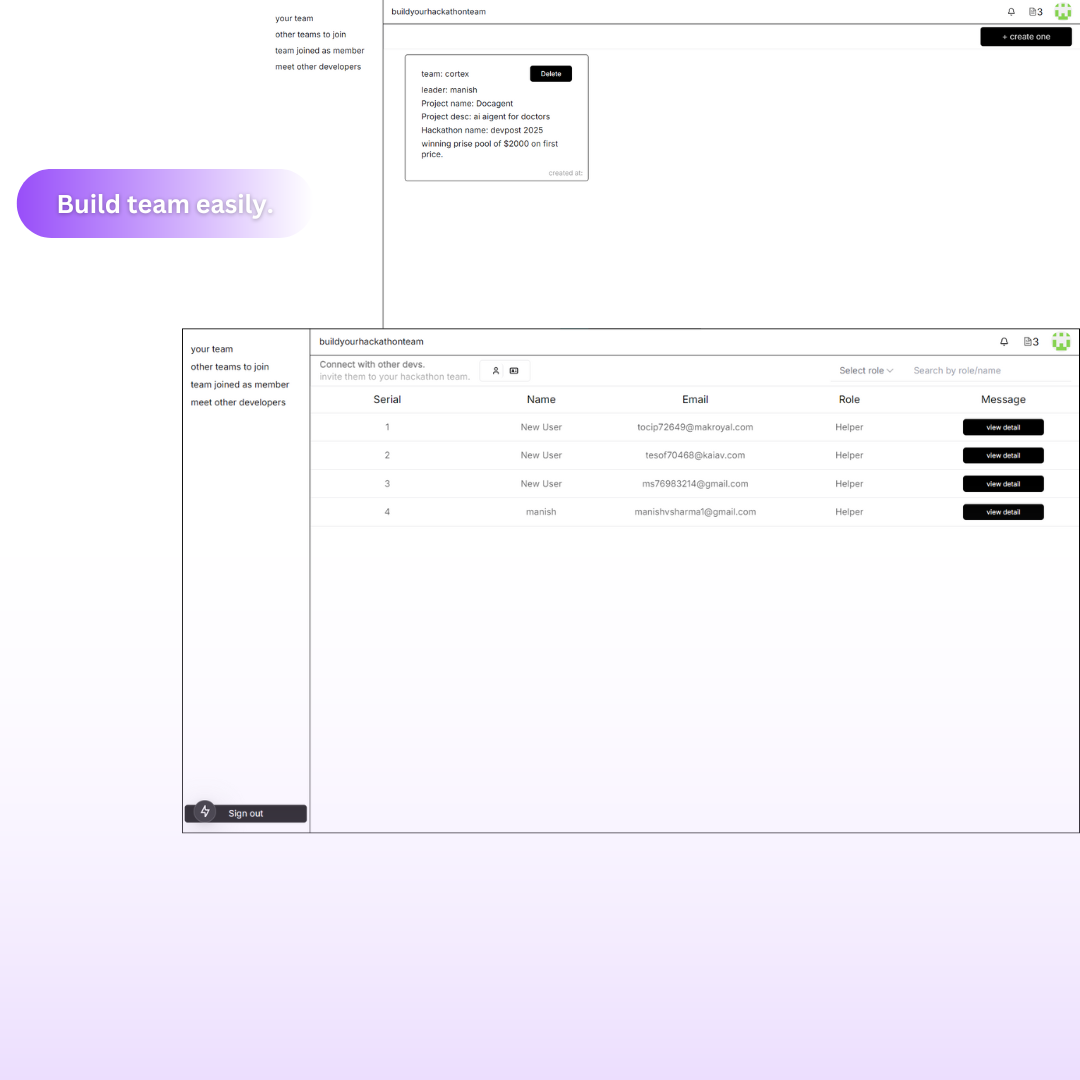 your team
other teams to join
team joined as member
meet other developers
buildyourhackathonteam
3
+ create one
team: cortex
Delete
leader: manish
Project name: Docagent
Project desc: ai aigent for doctors
Hackathon name: devpost 2025
winning prise pool of $2000 on first
price.
created at:
Build team easily.
your team
other teams to join
team joined as member
meet other developers
Sign out
buildyourhackathonteam
3
Connect with other devs.
invite them to your hackathon team.
Select role
Search by role/name
Serial Name Email Role Message
1 New User tocip72649@makroyal.com Helper view detail
2 New User tesof70468@kaiav.com Helper view detail
3 New User ms76983214@gmail.com Helper view detail
4 manish manishvsharma1@gmail.com Helper view detail